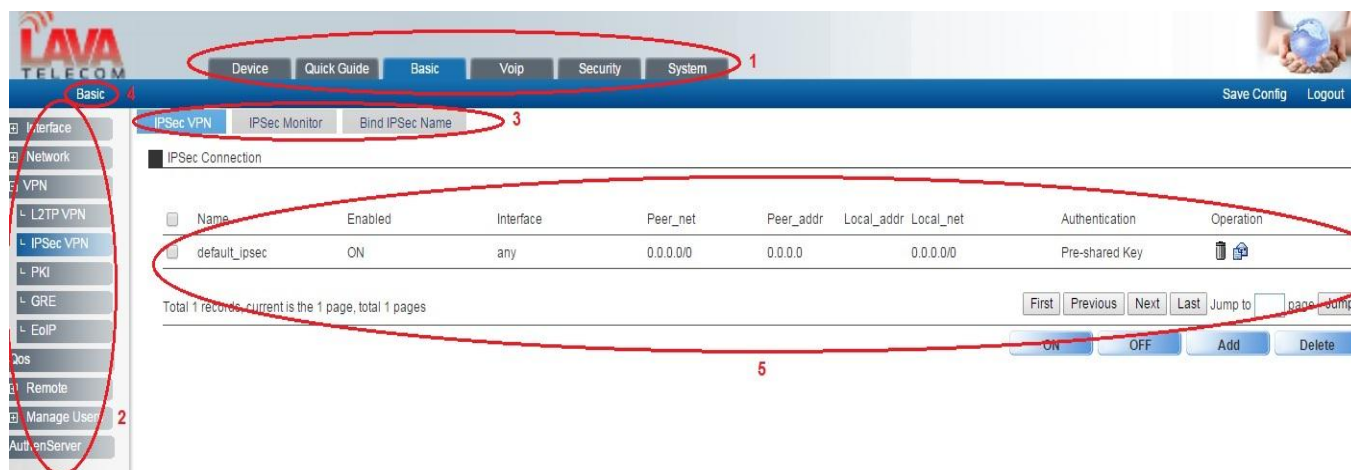 LAVA
TELECOM
Device Quick Guide Basic Voip Security System 1
Basic 4 Save Config Logout
Interface
Network
VPN
L2TP VPN
IPSec VPN
PKI
GRE
EoIP
Qos
Remote
Manage User 2
AuthenServer
IPSec VPN IPSec Monitor Bind IPSec Name 3
IPSec Connection
Name Enabled Interface Peer_net Peer_addr Local_addr Local_net Authentication Operation
default_ipsec ON any 0.0.0.0/0 0.0.0.0 0.0.0.0/0 Pre-shared Key
Total 1 records, current is the 1 page, total 1 pages First Previous Next Last Jump to page Jump
ON OFF Add Delete
5